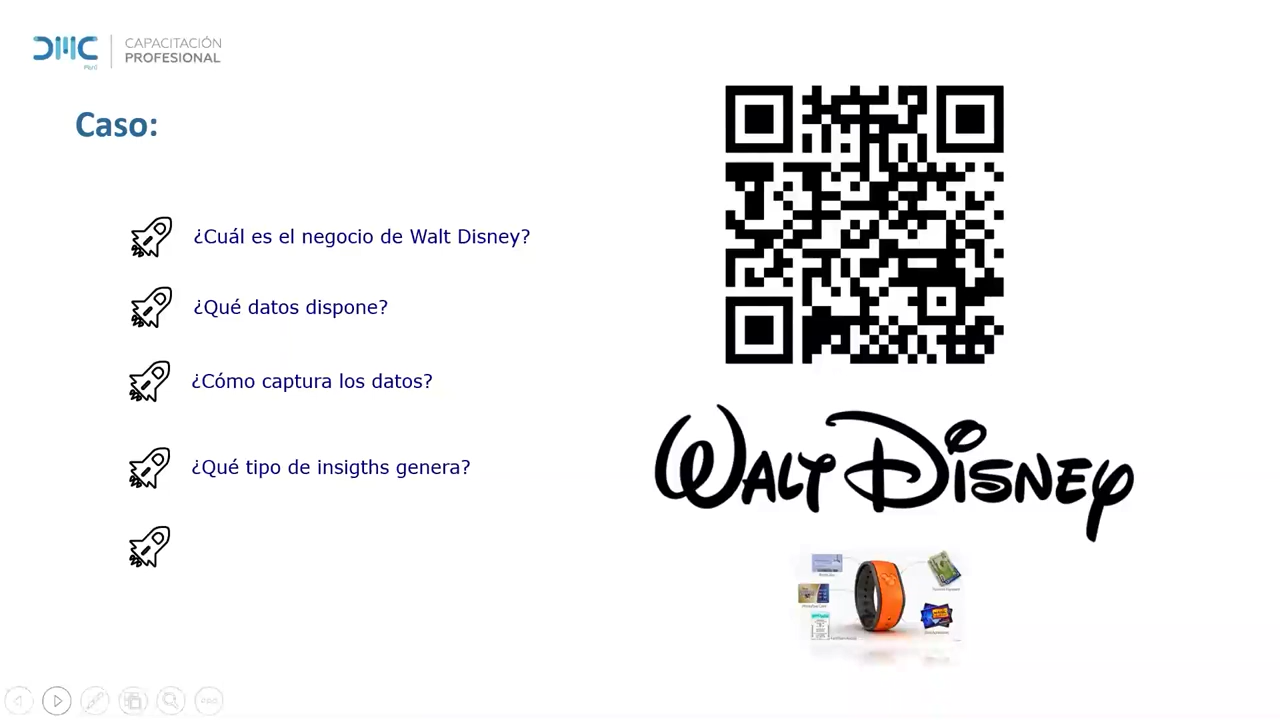 DMC
Perú
CAPACITACIÓN
PROFESIONAL
Caso:
¿Cuál es el negocio de Walt Disney?
¿Qué datos dispone?
¿Cómo captura los datos?
¿Qué tipo de insigths genera?
WALT DISNEY